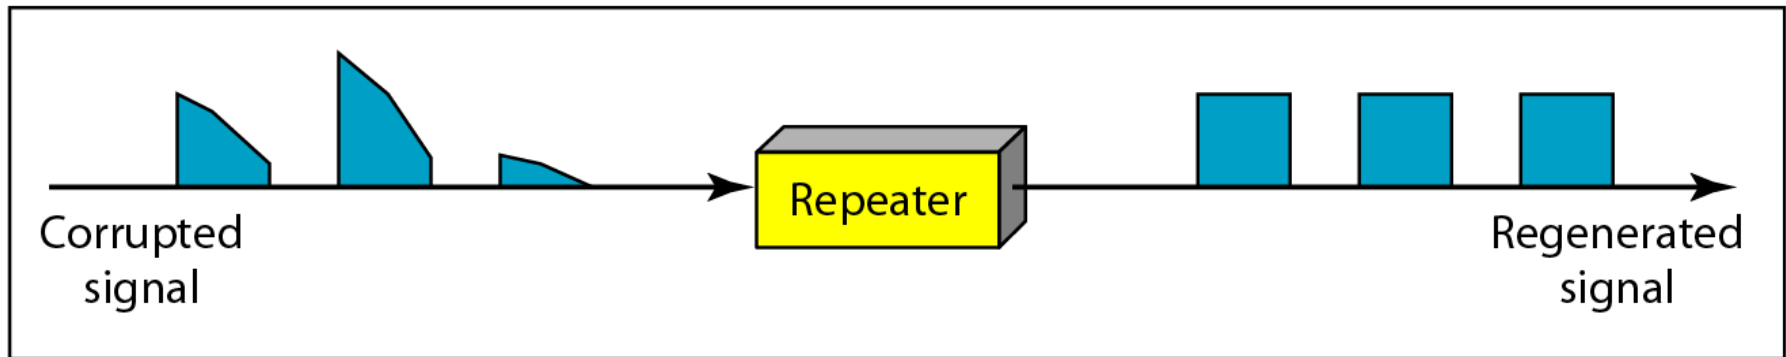 Corrupted
signal
Repeater
Regenerated
signal